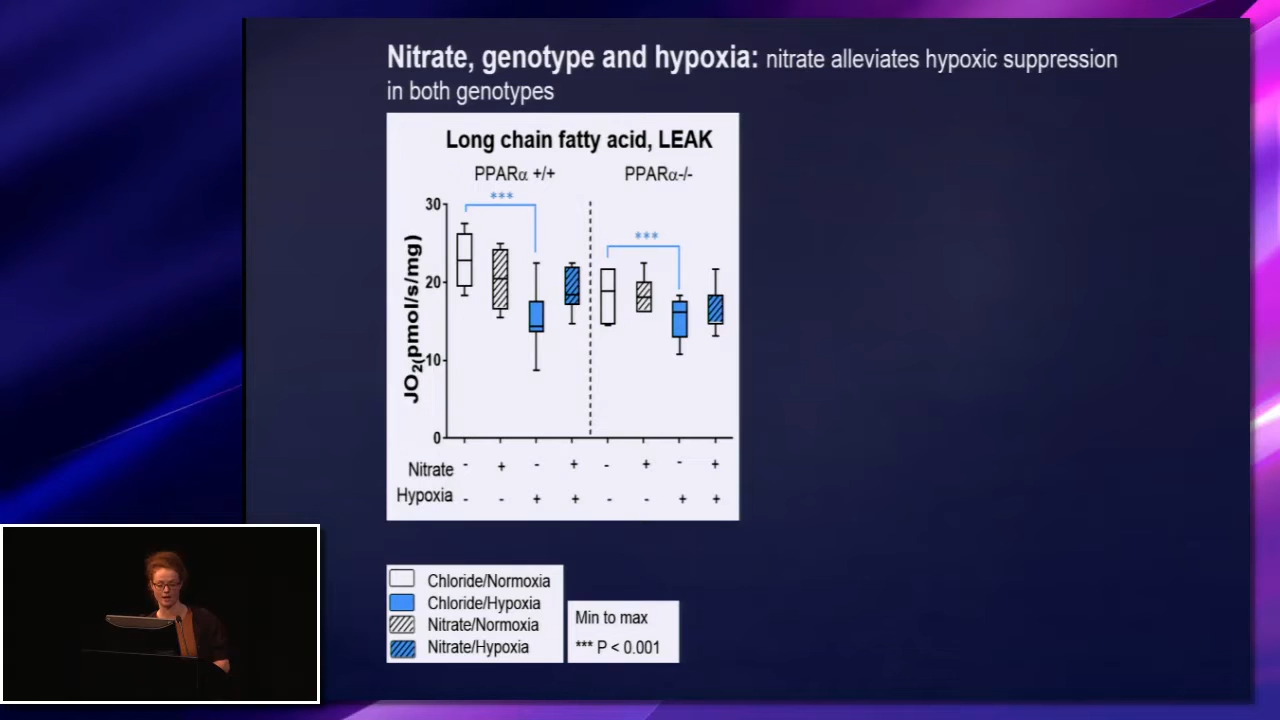 Nitrate, genotype and hypoxia: nitrate alleviates hypoxic suppression
in both genotypes
Long chain fatty acid, LEAK
PPARα +/+ PPARα-/-
*** ***
JO2(pmol/s/mg)
30
20
10
0
Nitrate - + - + - + - +
Hypoxia - - + + - - + +
Chloride/Normoxia
Chloride/Hypoxia
Nitrate/Normoxia
Nitrate/Hypoxia
Min to max
*** P < 0.001